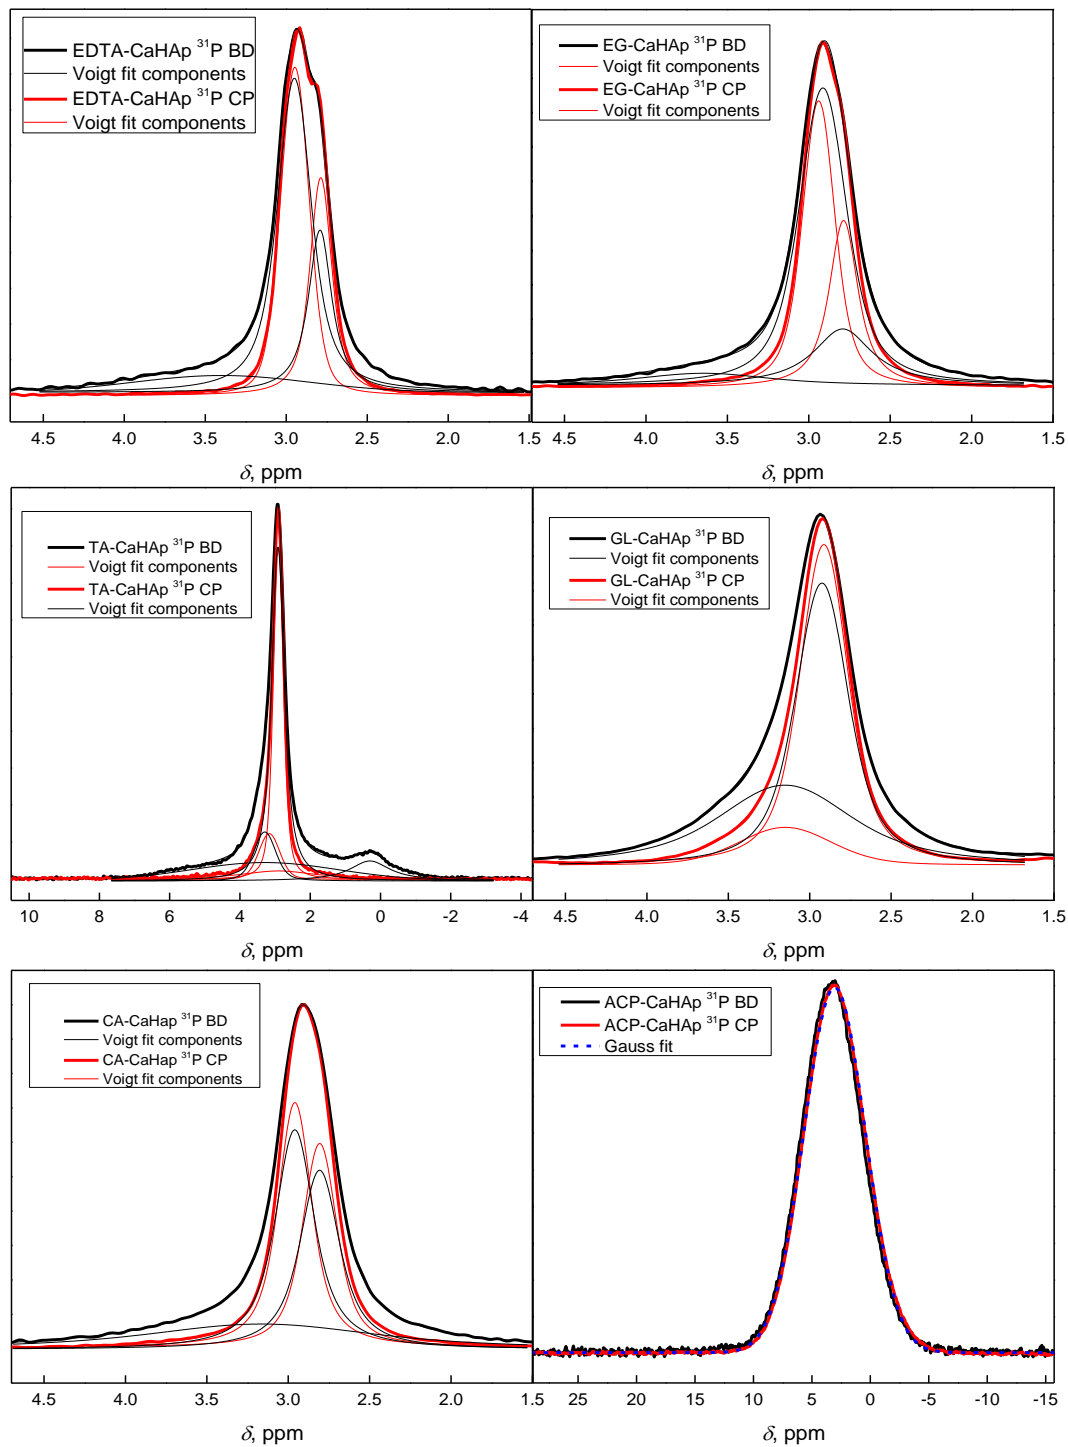 EDTA-CaHAp ³¹P BD
Voigt fit components
EDTA-CaHAp ³¹P CP
Voigt fit components
4.5 4.0 3.5 3.0 2.5 2.0 1.5
δ, ppm
EG-CaHAp ³¹P BD
Voigt fit components
EG-CaHAp ³¹P CP
Voigt fit components
4.5 4.0 3.5 3.0 2.5 2.0 1.5
δ, ppm
TA-CaHAp ³¹P BD
Voigt fit components
TA-CaHAp ³¹P CP
Voigt fit components
10 8 6 4 2 0 -2 -4
δ, ppm
GL-CaHAp ³¹P BD
Voigt fit components
GL-CaHAp ³¹P CP
Voigt fit components
4.5 4.0 3.5 3.0 2.5 2.0 1.5
δ, ppm
CA-CaHap ³¹P BD
Voigt fit components
CA-CaHap ³¹P CP
Voigt fit components
4.5 4.0 3.5 3.0 2.5 2.0 1.5
δ, ppm
ACP-CaHAp ³¹P BD
ACP-CaHAp ³¹P CP
Gauss fit
25 20 15 10 5 0 -5 -10 -15
δ, ppm